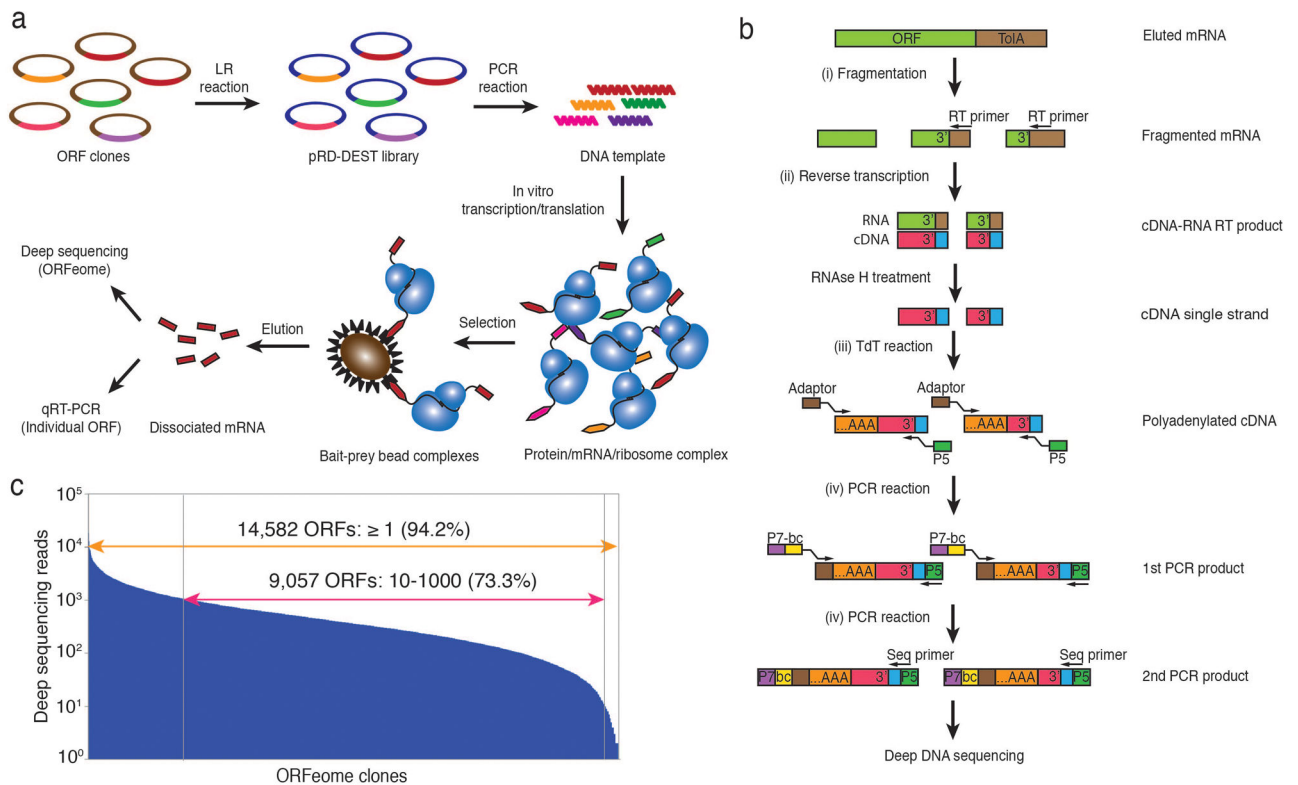 a
LR
reaction
PCR
reaction
ORF clones
pRD-DEST library
DNA template
In vitro
transcription/translation
Deep sequencing
(ORFeome)
Elution
Selection
qRT-PCR
(Individual ORF)
Dissociated mRNA
Bait-prey bead complexes
Protein/mRNA/ribosome complex
b
ORF
TolA
Eluted mRNA
(i) Fragmentation
RT primer
RT primer
3'
3'
Fragmented mRNA
(ii) Reverse transcription
RNA
3'
3'
cDNA
3'
3'
cDNA-RNA RT product
RNAse H treatment
3'
3'
cDNA single strand
(iii) TdT reaction
Adaptor
Adaptor
...AAA
3'
...AAA
3'
Polyadenylated cDNA
P5
P5
(iv) PCR reaction
P7-bc
P7-bc
...AAA
3'
P5
...AAA
3'
P5
1st PCR product
(iv) PCR reaction
Seq primer
Seq primer
P7
bc
...AAA
3'
P5
P7
bc
...AAA
3'
P5
2nd PCR product
Deep DNA sequencing
c
Deep sequencing reads
10⁵
10⁴
10³
10²
10¹
10⁰
14,582 ORFs: ≥ 1 (94.2%)
9,057 ORFs: 10-1000 (73.3%)
ORFeome clones